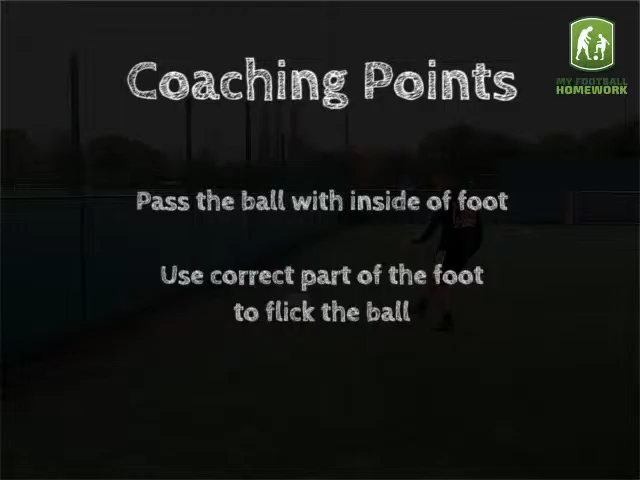 Coaching Points
MY FOOTBALL
HOMEWORK
Pass the ball with inside of foot
Use correct part of the foot
to flick the ball